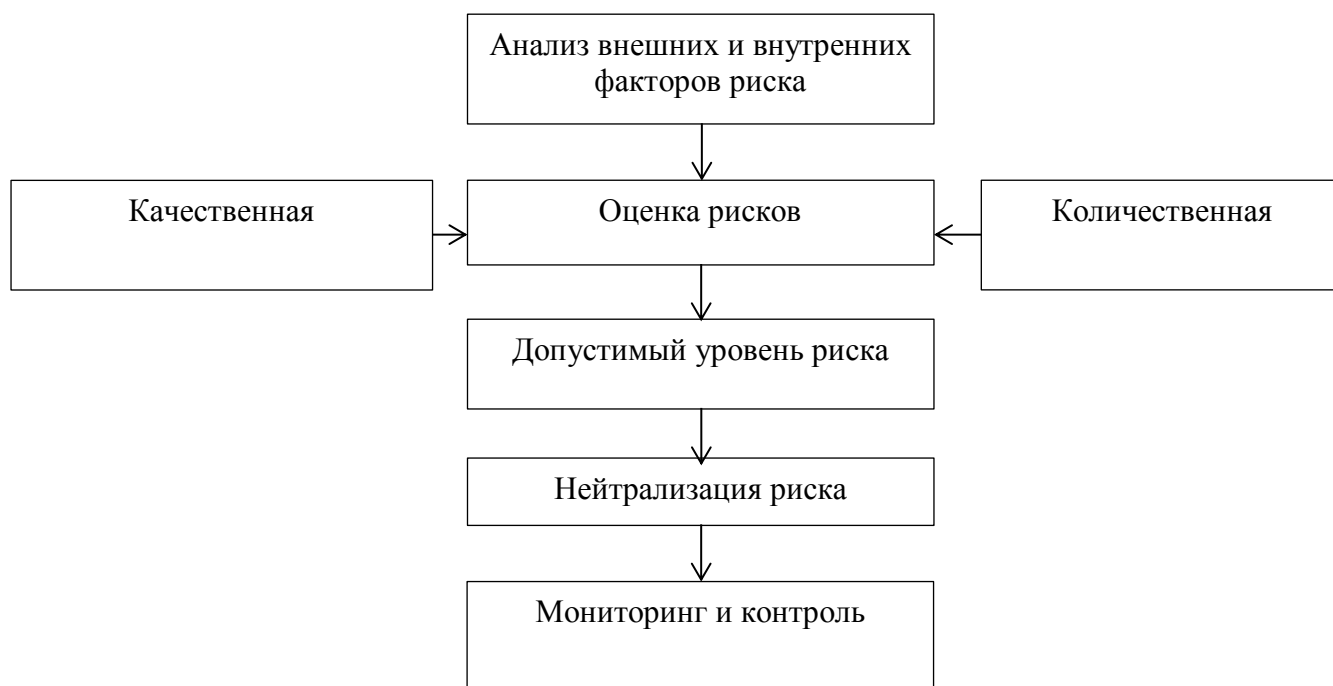 Анализ внешних и внутренних
факторов риска
Качественная
Оценка рисков
Количественная
Допустимый уровень риска
Нейтрализация риска
Мониторинг и контроль